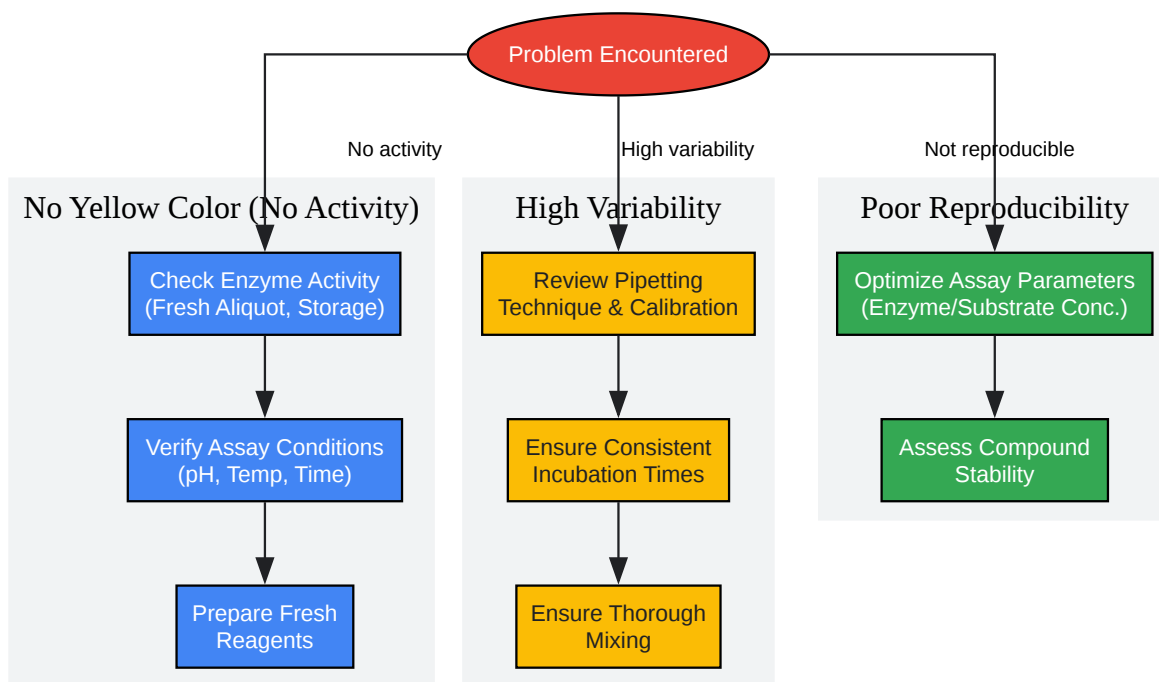 Problem Encountered
No activity
High variability
Not reproducible
No Yellow Color (No Activity)
High Variability
Poor Reproducibility
Check Enzyme Activity
(Fresh Aliquot, Storage)
Review Pipetting
Technique & Calibration
Optimize Assay Parameters
(Enzyme/Substrate Conc.)
Verify Assay Conditions
(pH, Temp, Time)
Ensure Consistent
Incubation Times
Assess Compound
Stability
Prepare Fresh
Reagents
Ensure Thorough
Mixing